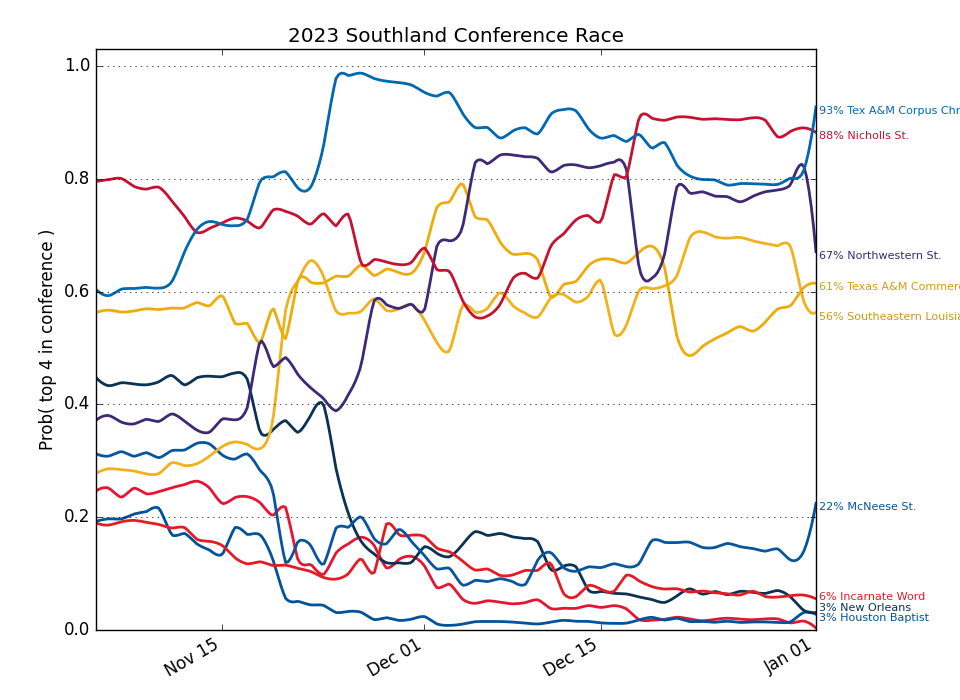 2023 Southland Conference Race
Prob( top 4 in conference )
1.0
0.8
0.6
0.4
0.2
0.0
Nov 15
Dec 01
Dec 15
Jan 01
93% Tex A&M Corpus Chr
88% Nicholls St.
67% Northwestern St.
61% Texas A&M Commerc
56% Southeastern Louisia
22% McNeese St.
6% Incarnate Word
3% New Orleans
3% Houston Baptist